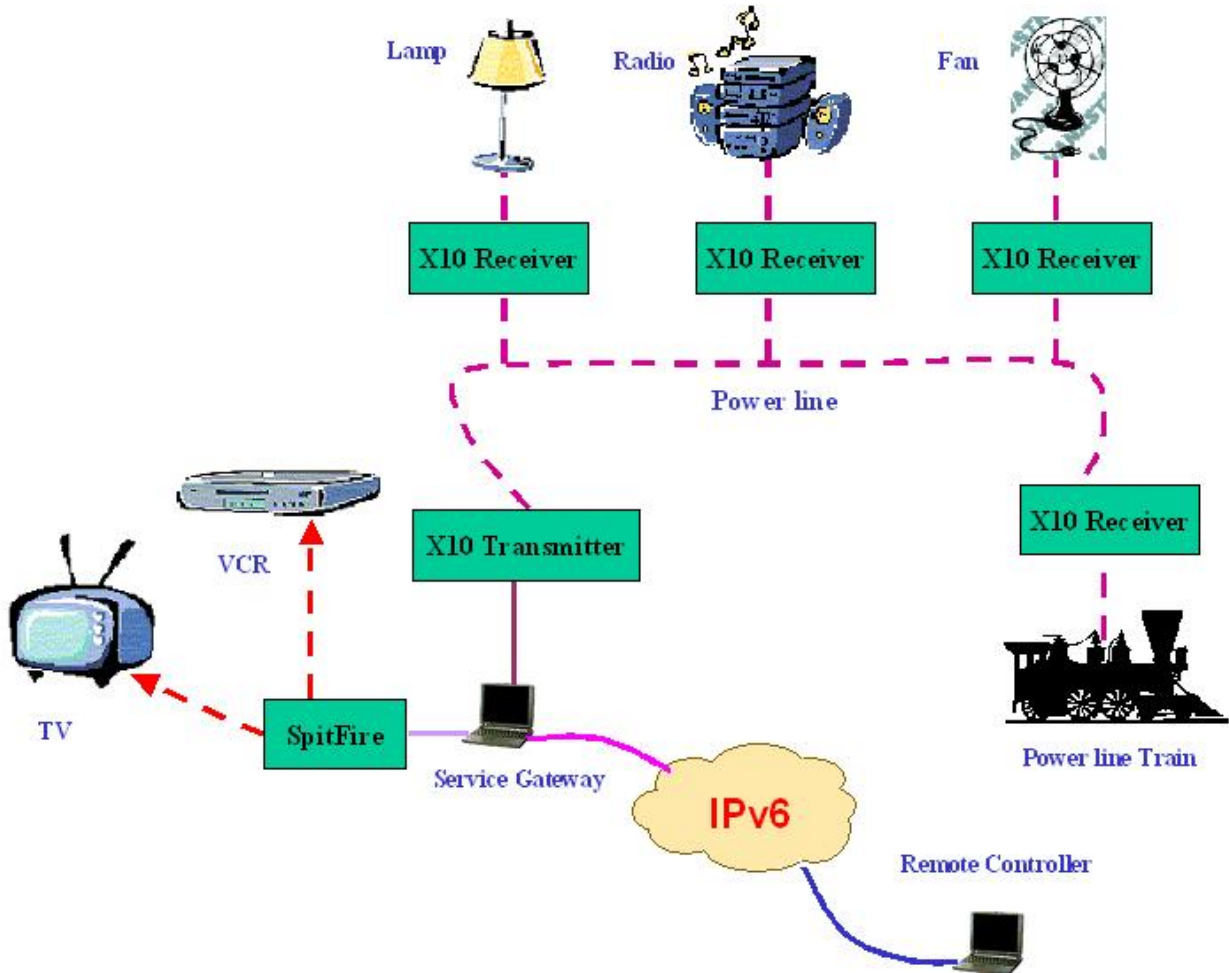 Lamp
Radio
Fan
X10 Receiver
X10 Receiver
X10 Receiver
Power line
VCR
X10 Transmitter
X10 Receiver
TV
SpitFire
Service Gateway
Power line Train
IPv6
Remote Controller